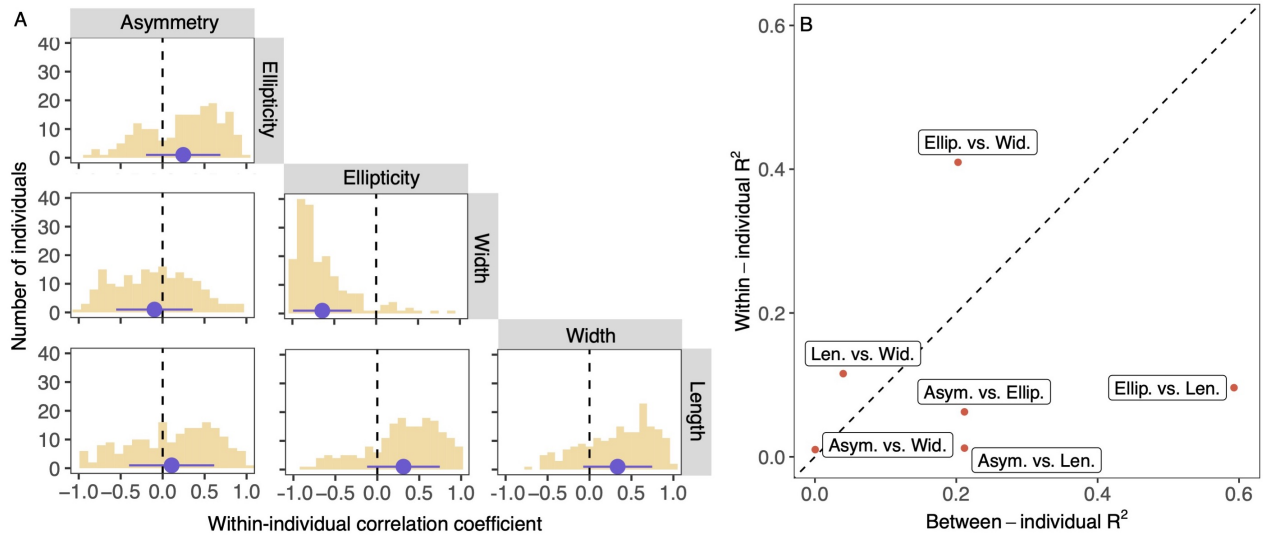 A
Asymmetry
40
30
20
10
0
Ellipticity
Number of individuals
Ellipticity
40
30
20
10
0
Width
Width
40
30
20
10
0
Length
−1.0 −0.5 0.0 0.5 1.0
−1.0 −0.5 0.0 0.5 1.0
−1.0 −0.5 0.0 0.5 1.0
Within-individual correlation coefficient
B
0.6
0.4
0.2
0.0
Within − individual R²
Ellip. vs. Wid.
Len. vs. Wid.
Asym. vs. Ellip.
Ellip. vs. Len.
Asym. vs. Wid.
Asym. vs. Len.
0.0 0.2 0.4 0.6
Between − individual R²